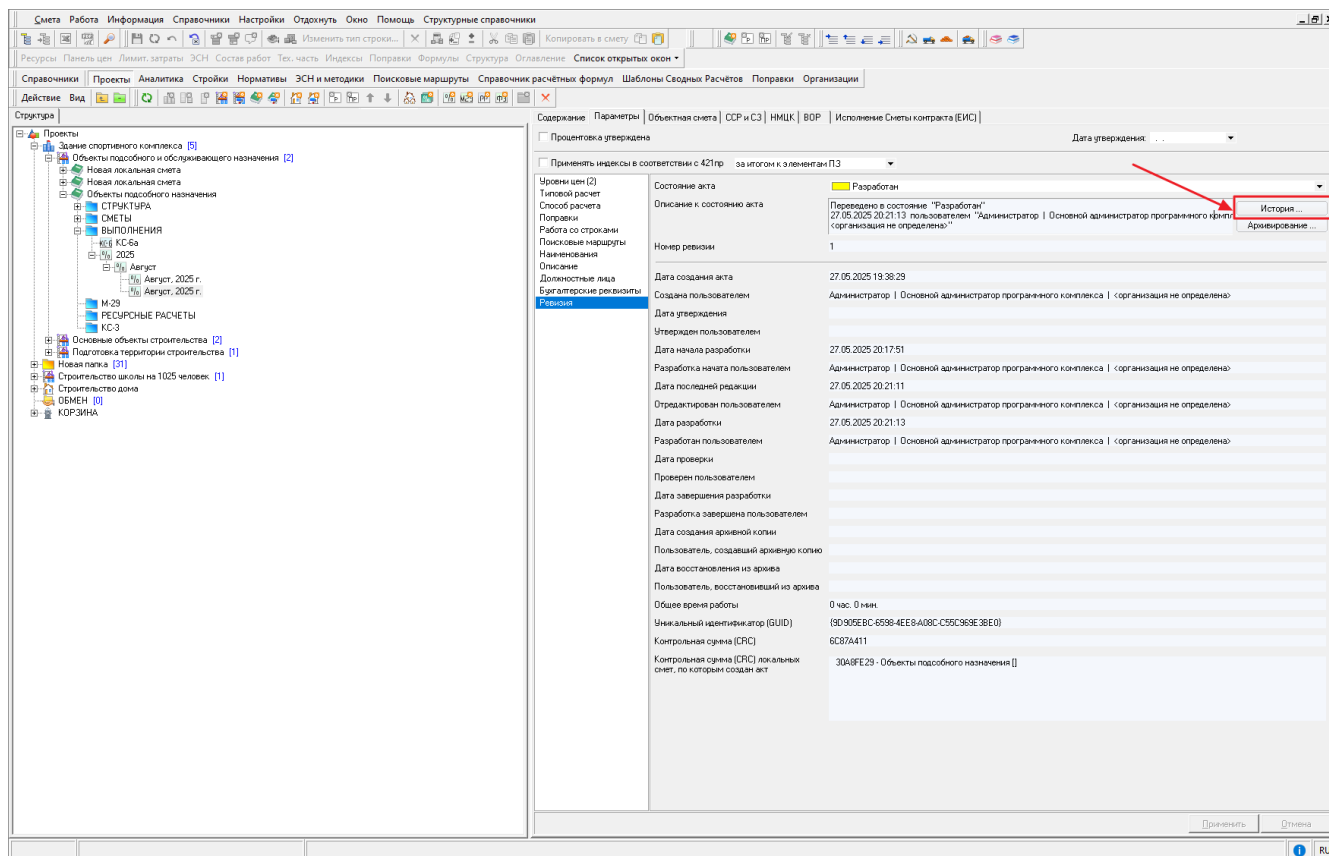 Смета Работа Информация Справочники Настройки Отдохнуть Окно Помощь Структурные справочники
Изменить тип строки... Копировать в смету
Ресурсы Панель цен Лимит. затраты ЭСН Состав работ Тех. часть Индексы Поправки Формулы Структура Оглавление Список открытых окон
Справочники Проекты Аналитика Стройки Нормативы ЭСН и методики Поисковые маршруты Справочник расчётных формул Шаблоны Сводных Расчётов Поправки Организации
Действие Вид
Структура
Проекты
Здание спортивного комплекса [5]
Объекты подсобного и обслуживающего назначения [2]
Новая локальная смета
Новая локальная смета
Объекты подсобного назначения
СТРУКТУРА
СМЕТЫ
ВЫПОЛНЕНИЯ
КС-6 КС-6а
2025
Август
Август, 2025 г.
Август, 2025 г.
М-29
РЕСУРСНЫЕ РАСЧЕТЫ
КС-3
Основные объекты строительства [2]
Подготовка территории строительства [1]
Новая папка [31]
Строительство школы на 1025 человек [1]
Строительство дома
ОБМЕН [0]
КОРЗИНА
Содержание Параметры Объектная смета ССР и СЗ НМЦК ВОР Исполнение Сметы контракта (ЕИС)
Процентовка утверждена Дата утверждения: . .
Применять индексы в соответствии с 421пр за итогом к элементам ПЗ
Уровни цен (2)
Типовой расчет
Способ расчета
Поправки
Работа со строками
Поисковые маршруты
Наименования
Описание
Должностные лица
Бухгалтерские реквизиты
Ревизия
Состояние акта Разработан
Описание к состоянию акта Переведено в состояние "Разработан"
27.05.2025 20:21:13 пользователем "Администратор | Основной администратор программного компл
<организация не определена>"
История ...
Архивирование ...
Номер ревизии 1
Дата создания акта 27.05.2025 19:38:29
Создана пользователем Администратор | Основной администратор программного комплекса | <организация не определена>
Дата утверждения
Утвержден пользователем
Дата начала разработки 27.05.2025 20:17:51
Разработка начата пользователем Администратор | Основной администратор программного комплекса | <организация не определена>
Дата последней редакции 27.05.2025 20:21:11
Отредактирован пользователем Администратор | Основной администратор программного комплекса | <организация не определена>
Дата разработки 27.05.2025 20:21:13
Разработан пользователем Администратор | Основной администратор программного комплекса | <организация не определена>
Дата проверки
Проверен пользователем
Дата завершения разработки
Разработка завершена пользователем
Дата создания архивной копии
Пользователь, создавший архивную копию
Дата восстановления из архива
Пользователь, восстановивший из архива
Общее время работы 0 час. 0 мин.
Уникальный идентификатор (GUID) {9D905EBC-6598-4EE8-A08C-C55C969E3BE0}
Контрольная сумма (CRC) 6C87A411
Контрольная сумма (CRC) локальных
смет, по которым создан акт
30A8FE29 - Объекты подсобного назначения []
Применить Отмена
RU